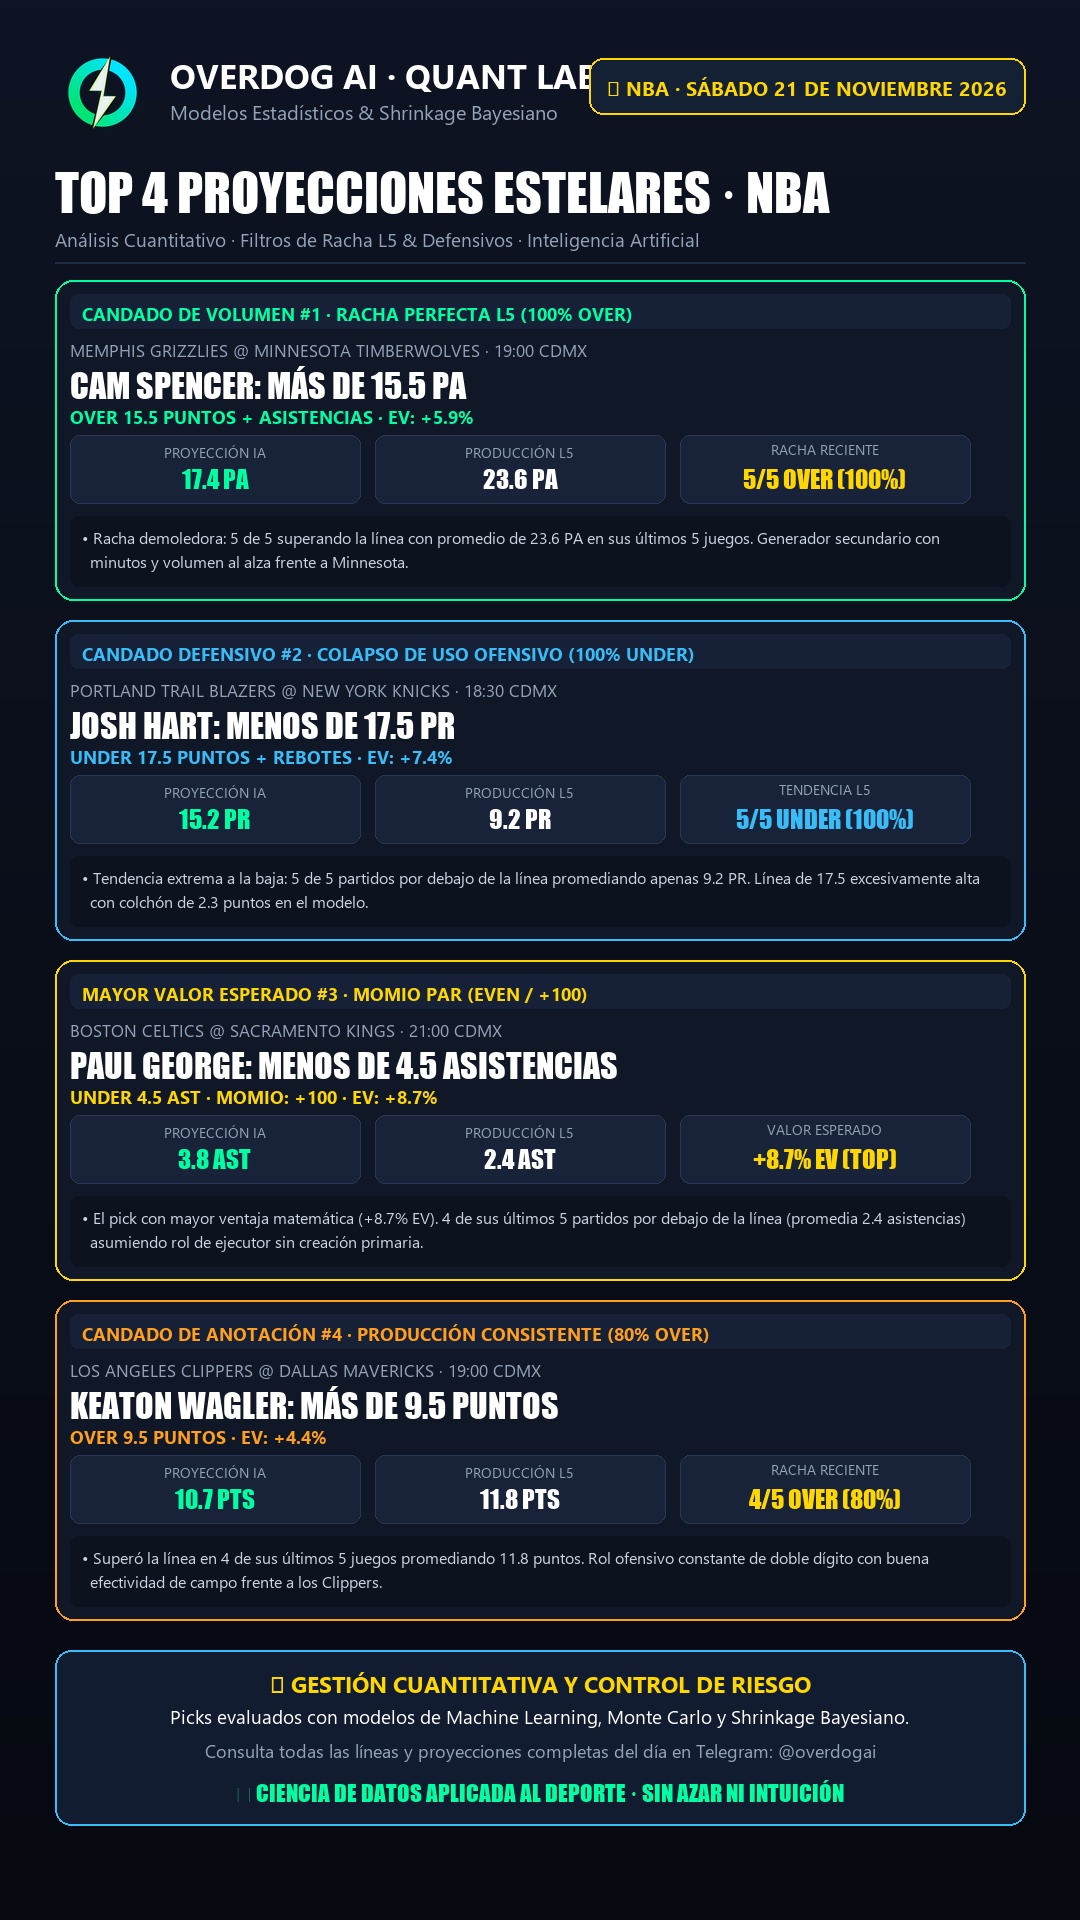 OVERDOG AI · QUANT LAB
NBA · SÁBADO 21 DE NOVIEMBRE 2026
Modelos Estadísticos & Shrinkage Bayesiano
TOP 4 PROYECCIONES ESTELARES · NBA
Análisis Cuantitativo · Filtros de Racha L5 & Defensivos · Inteligencia Artificial
CANDADO DE VOLUMEN #1 · RACHA PERFECTA L5 (100% OVER)
MEMPHIS GRIZZLIES @ MINNESOTA TIMBERWOLVES · 19:00 CDMX
CAM SPENCER: MÁS DE 15.5 PA
OVER 15.5 PUNTOS + ASISTENCIAS · EV: +5.9%
PROYECCIÓN IA
17.4 PA
PRODUCCIÓN L5
23.6 PA
RACHA RECIENTE
5/5 OVER (100%)
• Racha demoledora: 5 de 5 superando la línea con promedio de 23.6 PA en sus últimos 5 juegos. Generador secundario con
minutos y volumen al alza frente a Minnesota.
CANDADO DEFENSIVO #2 · COLAPSO DE USO OFENSIVO (100% UNDER)
PORTLAND TRAIL BLAZERS @ NEW YORK KNICKS · 18:30 CDMX
JOSH HART: MENOS DE 17.5 PR
UNDER 17.5 PUNTOS + REBOTES · EV: +7.4%
PROYECCIÓN IA
15.2 PR
PRODUCCIÓN L5
9.2 PR
TENDENCIA L5
5/5 UNDER (100%)
• Tendencia extrema a la baja: 5 de 5 partidos por debajo de la línea promediando apenas 9.2 PR. Línea de 17.5 excesivamente alta
con colchón de 2.3 puntos en el modelo.
MAYOR VALOR ESPERADO #3 · MOMIO PAR (EVEN / +100)
BOSTON CELTICS @ SACRAMENTO KINGS · 21:00 CDMX
PAUL GEORGE: MENOS DE 4.5 ASISTENCIAS
UNDER 4.5 AST · MOMIO: +100 · EV: +8.7%
PROYECCIÓN IA
3.8 AST
PRODUCCIÓN L5
2.4 AST
VALOR ESPERADO
+8.7% EV (TOP)
• El pick con mayor ventaja matemática (+8.7% EV). 4 de sus últimos 5 partidos por debajo de la línea (promedia 2.4 asistencias)
asumiendo rol de ejecutor sin creación primaria.
CANDADO DE ANOTACIÓN #4 · PRODUCCIÓN CONSISTENTE (80% OVER)
LOS ANGELES CLIPPERS @ DALLAS MAVERICKS · 19:00 CDMX
KEATON WAGLER: MÁS DE 9.5 PUNTOS
OVER 9.5 PUNTOS · EV: +4.4%
PROYECCIÓN IA
10.7 PTS
PRODUCCIÓN L5
11.8 PTS
RACHA RECIENTE
4/5 OVER (80%)
• Superó la línea en 4 de sus últimos 5 juegos promediando 11.8 puntos. Rol ofensivo constante de doble dígito con buena
efectividad de campo frente a los Clippers.
GESTIÓN CUANTITATIVA Y CONTROL DE RIESGO
Picks evaluados con modelos de Machine Learning, Monte Carlo y Shrinkage Bayesiano.
Consulta todas las líneas y proyecciones completas del día en Telegram: @overdogai
CIENCIA DE DATOS APLICADA AL DEPORTE · SIN AZAR NI INTUICIÓN